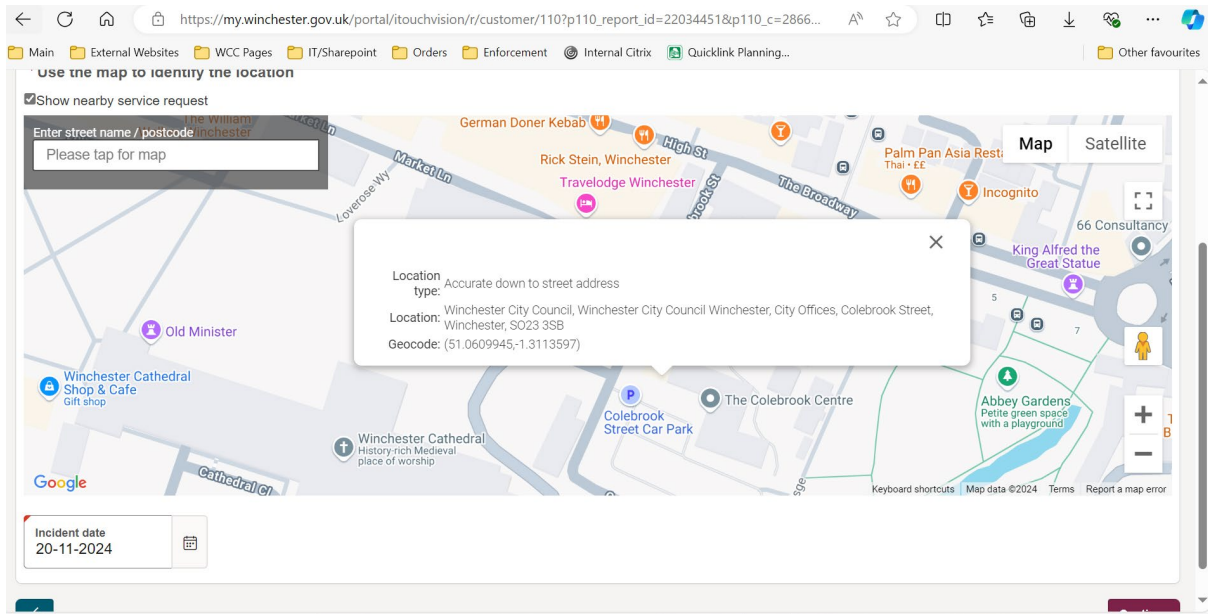 https://my.winchester.gov.uk/portal/itouchvision/r/customer/110?p110_report_id=22034451&p110_c=2866...
Main
External Websites
WCC Pages
IT/Sharepoint
Orders
Enforcement
Internal Citrix
Quicklink Planning...
Other favourites
Use the map to identify the location
Show nearby service request
Enter street name / postcode
Please tap for map
The William
Winchester
Market Ln
Market Ln
Loverose Wy
German Doner Kebab
Rick Stein, Winchester
Travelodge Winchester
High St
The Broadway
Palm Pan Asia Resta
Thai • ££
Incognito
Map
Satellite
66 Consultancy
King Alfred the
Great Statue
5
7
Location type: Accurate down to street address
Location: Winchester City Council, Winchester City Council Winchester, City Offices, Colebrook Street,
Winchester, SO23 3SB
Geocode: (51.0609945,-1.3113597)
Old Minister
Winchester Cathedral
Shop & Cafe
Gift shop
P
Colebrook
Street Car Park
The Colebrook Centre
Abbey Gardens
Petite green space
with a playground
Winchester Cathedral
History-rich Medieval
place of worship
Cathedral Cl
Google
Keyboard shortcuts
Map data ©2024
Terms
Report a map error
Incident date
20-11-2024